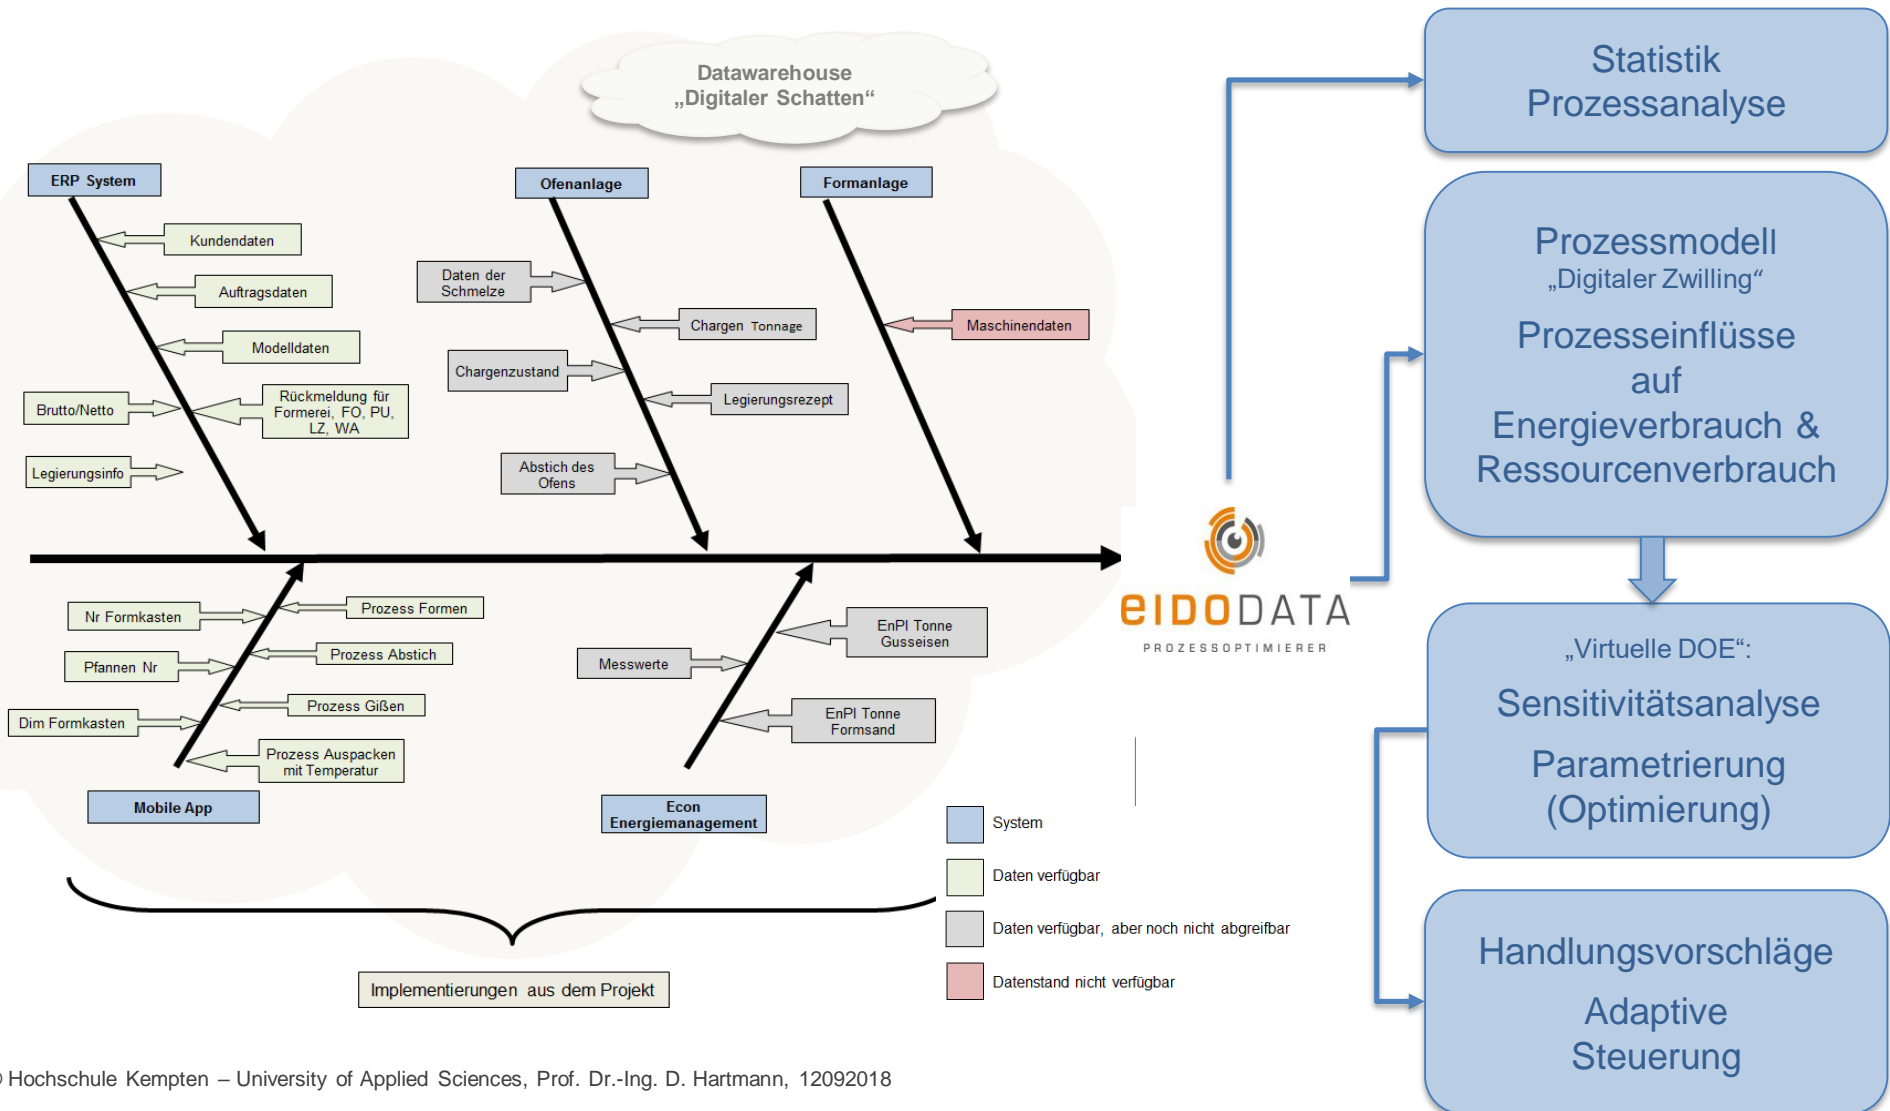 Datawarehouse
„Digitaler Schatten“
ERP System
Kundendaten
Auftragsdaten
Modelldaten
Brutto/Netto
Rückmeldung für
Formerei, FO, PU,
LZ, WA
Legierungsinfo
Ofenanlage
Daten der
Schmelze
Chargen Tonnage
Chargenzustand
Legierungsrezept
Abstich des
Ofens
Formanlage
Maschinendaten
Nr Formkasten
Prozess Formen
Pfannen Nr
Prozess Abstich
Dim Formkasten
Prozess Gißen
Prozess Auspacken
mit Temperatur
Mobile App
EnPI Tonne
Gusseisen
Messwerte
EnPI Tonne
Formsand
Econ
Energiemanagement
Implementierungen aus dem Projekt
System
Daten verfügbar
Daten verfügbar, aber noch nicht abgreifbar
Datenstand nicht verfügbar
eIDODATA
PROZESSOPTIMIERER
Statistik
Prozessanalyse
Prozessmodell
„Digitaler Zwilling“
Prozesseinflüsse
auf
Energieverbrauch &
Ressourcenverbrauch
„Virtuelle DOE“:
Sensitivitätsanalyse
Parametrierung
(Optimierung)
Handlungsvorschläge
Adaptive
Steuerung
© Hochschule Kempten – University of Applied Sciences, Prof. Dr.-Ing. D. Hartmann, 12092018